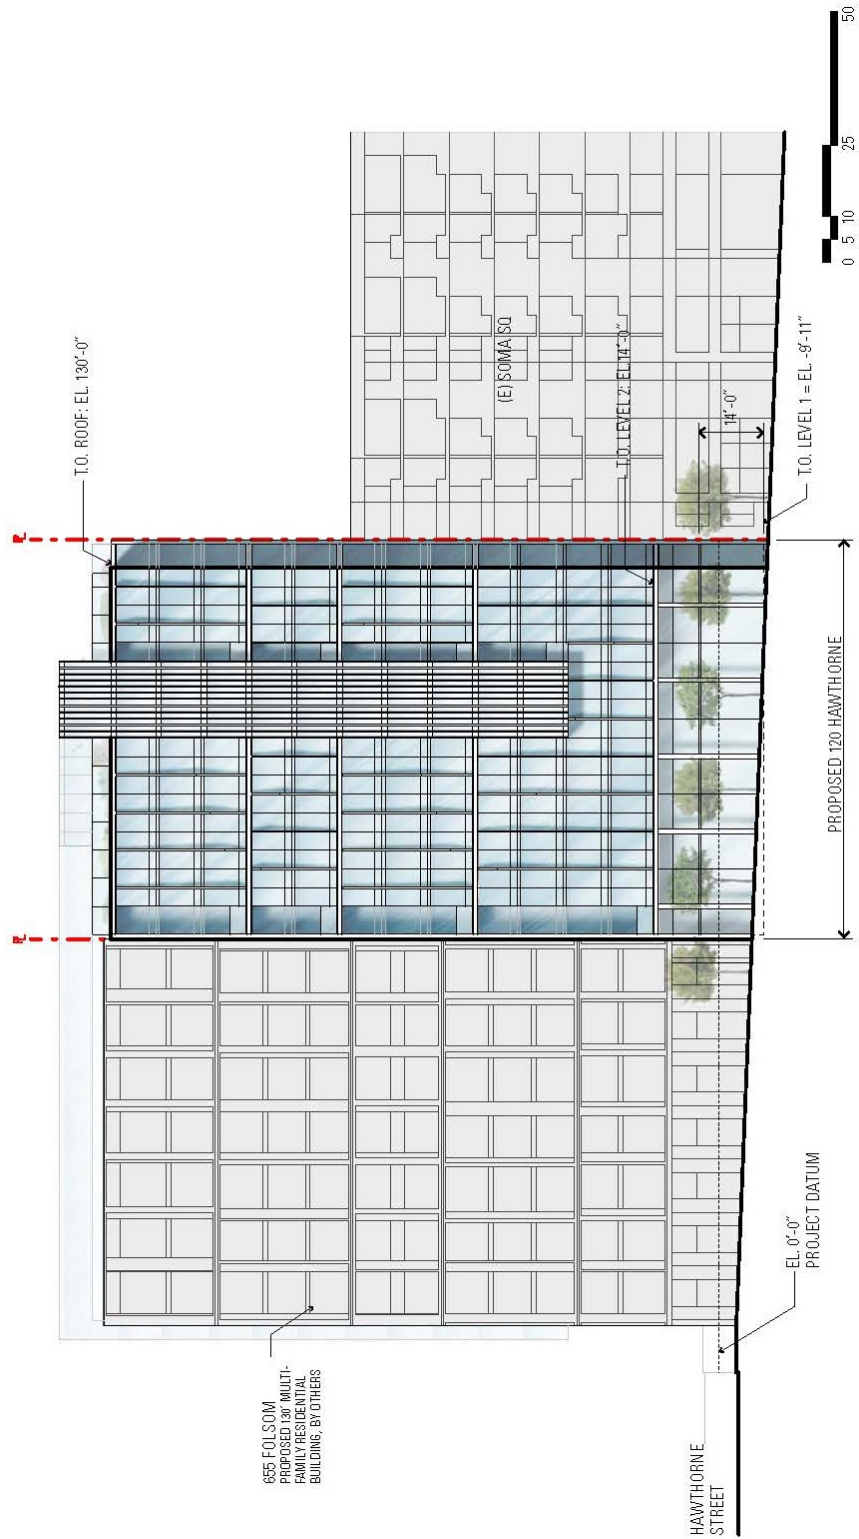 655 FOLSOM
PROPOSED 130' MULTI-
FAMILY RESIDENTIAL
BUILDING, BY OTHERS
PL
PL
T.O. ROOF: EL. 130'-0"
(E) SOMA SQ
T.O. LEVEL 2: EL.14'-0"
14'-0"
T.O. LEVEL 1 = EL. -9'-11"
HAWTHORNE
STREET
EL. 0'-0"
PROJECT DATUM
PROPOSED 120 HAWTHORNE
0 5 10 25 50